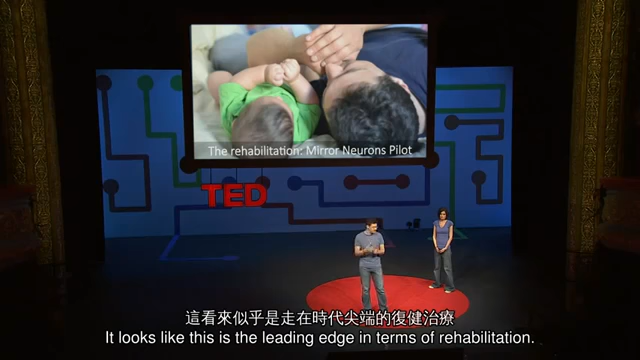 The rehabilitation: Mirror Neurons Pilot
TED
這看來似乎是走在時代尖端的復健治療
It looks like this is the leading edge in terms of rehabilitation.